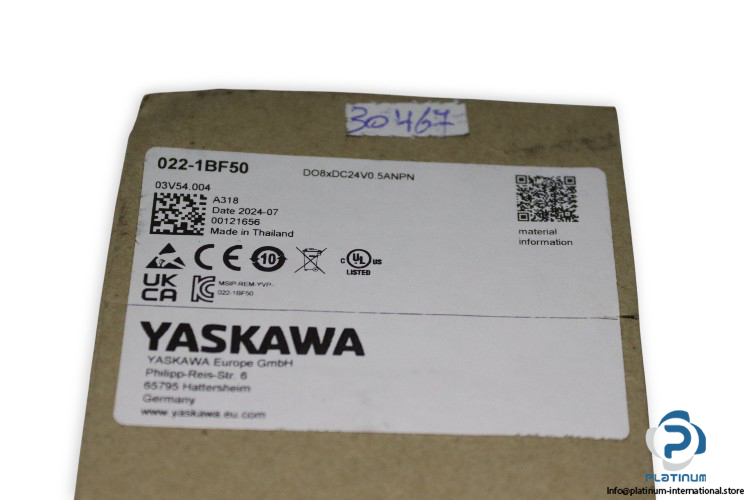 30467
022-1BF50
DO8xDC24V0.5ANPN
03V54.004
A318
Date 2024-07
00121656
Made in Thailand
material
information
10
C UL US
LISTED
UK
CA
MSIP-REM-YVP-
022-1BF50
YASKAWA
YASKAWA Europe GmbH
Philipp-Reis-Str. 6
65795 Hattersheim
Germany
www.yaskawa.eu.com
PLATINUM
Info@platinum-international.store